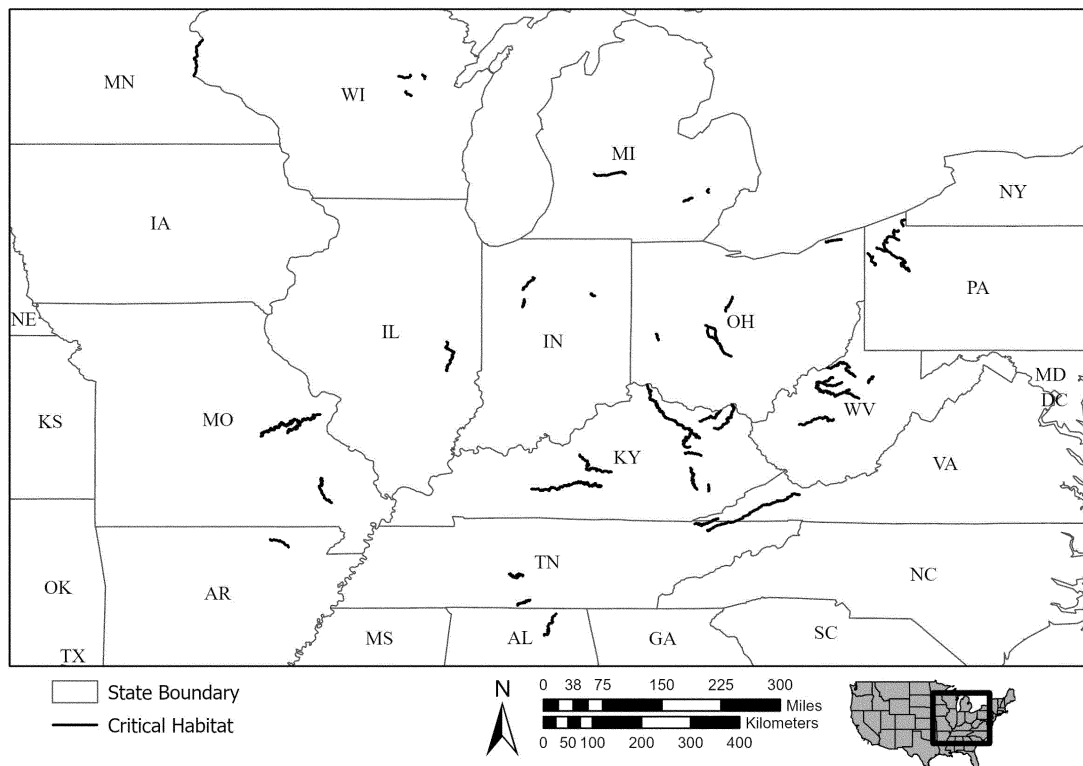 MN
WI
MI
NY
IA
PA
NE
IL
IN
OH
MD
DC
KS
MO
WV
KY
VA
OK
AR
TN
NC
MS
AL
GA
SC
TX
State Boundary
Critical Habitat
N
0 38 75 150 225 300
Miles
Kilometers
0 50 100 200 300 400